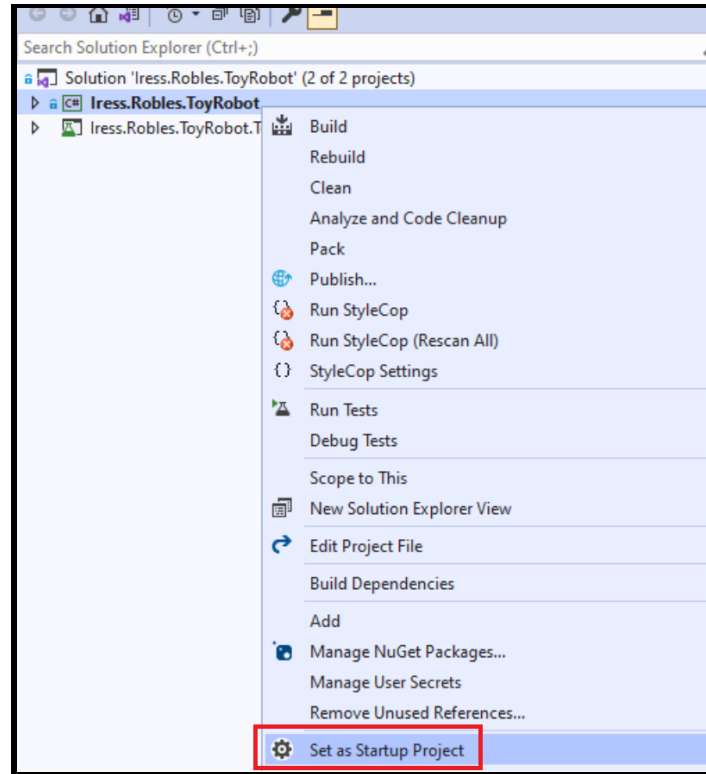 Search Solution Explorer (Ctrl+;)
Solution 'Iress.Robles.ToyRobot' (2 of 2 projects)
C# Iress.Robles.ToyRobot
Iress.Robles.ToyRobot.T
Build
Rebuild
Clean
Analyze and Code Cleanup
Pack
Publish...
Run StyleCop
Run StyleCop (Rescan All)
StyleCop Settings
Run Tests
Debug Tests
Scope to This
New Solution Explorer View
Edit Project File
Build Dependencies
Add
Manage NuGet Packages...
Manage User Secrets
Remove Unused References...
Set as Startup Project